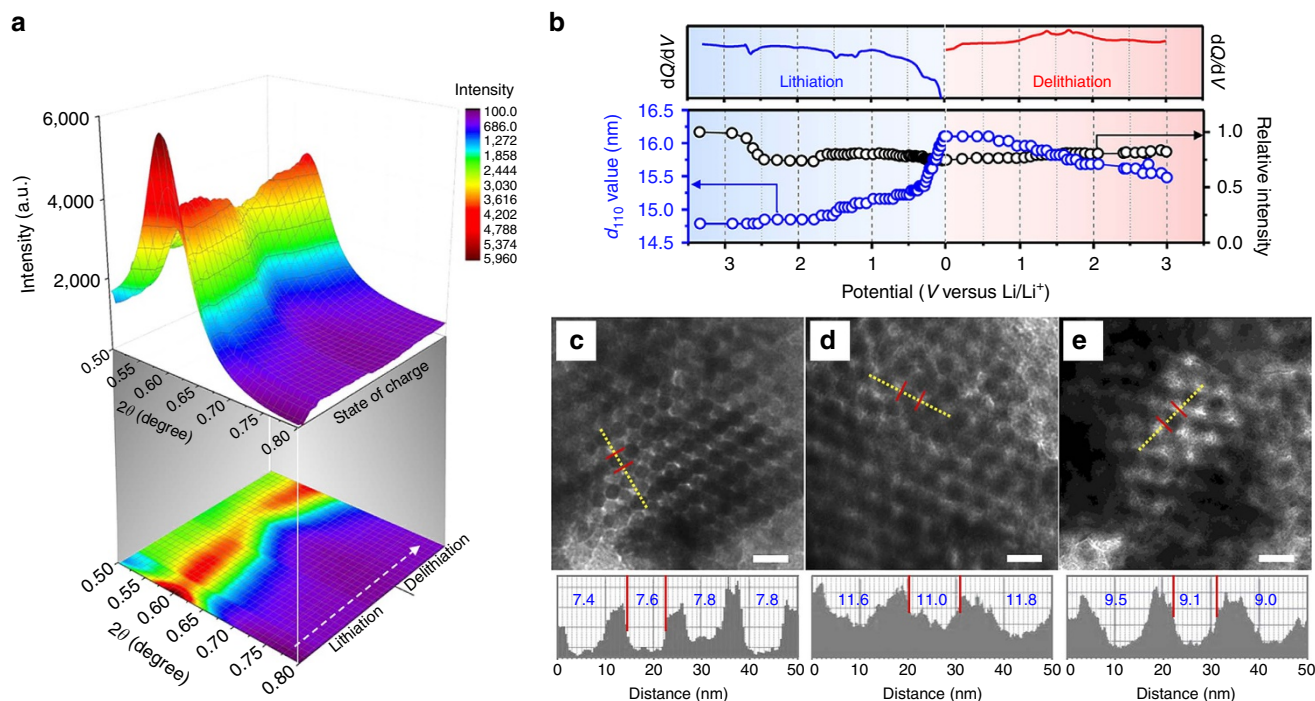 a
Intensity
100.0
686.0
1,272
1,858
2,444
3,030
3,616
4,202
4,788
5,374
5,960
6,000
4,000
2,000
Intensity (a.u.)
0.50
0.55
0.60
0.65
0.70
0.75
0.80
2θ (degree)
State of charge
0.50
0.55
0.60
0.65
0.70
0.75
0.80
2θ (degree)
Lithiation
Delithiation
b
dQ/dV
Lithiation
Delithiation
dQ/dV
16.5
16.0
15.5
15.0
14.5
d110 value (nm)
1.0
0.5
0.0
Relative intensity
3 2 1 0 1 2 3
Potential (V versus Li/Li+)
c
d
e
7.4 7.6 7.8 7.8
0 10 20 30 40 50
Distance (nm)
11.6 11.0 11.8
0 10 20 30 40 50
Distance (nm)
9.5 9.1 9.0
0 10 20 30 40 50
Distance (nm)